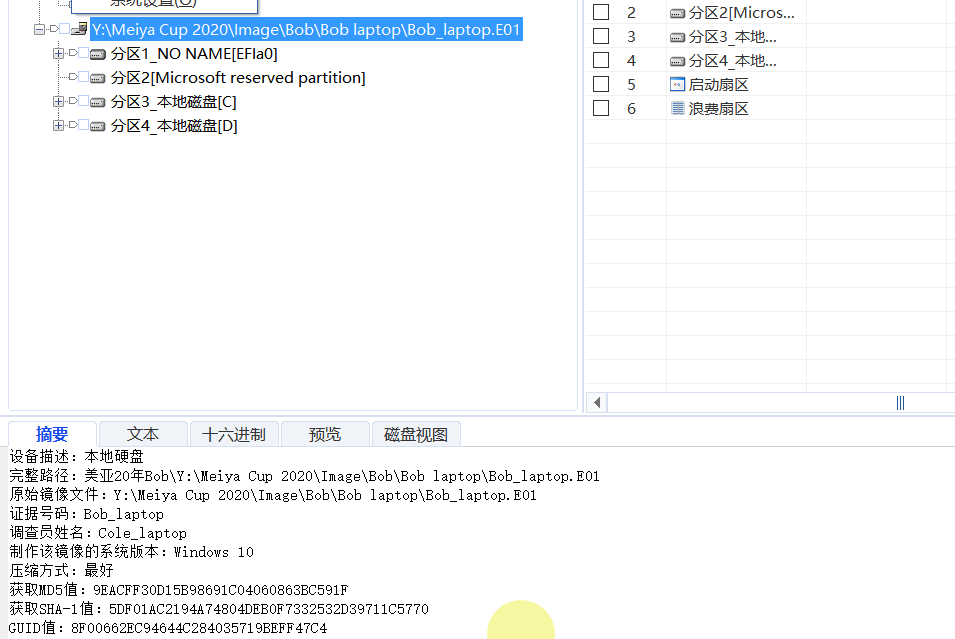 系统设置(O)
Y:\Meiya Cup 2020\Image\Bob\Bob laptop\Bob_laptop.E01
分区1_NO NAME[EFIa0]
分区2[Microsoft reserved partition]
分区3_本地磁盘[C]
分区4_本地磁盘[D]
2 分区2[Micros...
3 分区3_本地...
4 分区4_本地...
5 启动扇区
6 浪费扇区
摘要 文本 十六进制 预览 磁盘视图
设备描述：本地硬盘
完整路径：美亚20年Bob\Y:\Meiya Cup 2020\Image\Bob\Bob laptop\Bob_laptop.E01
原始镜像文件：Y:\Meiya Cup 2020\Image\Bob\Bob laptop\Bob_laptop.E01
证据号码：Bob_laptop
调查员姓名：Cole_laptop
制作该镜像的系统版本：Windows 10
压缩方式：最好
获取MD5值：9EACFF30D15B98691C04060863BC591F
获取SHA-1值：5DF01AC2194A74804DEB0F7332532D39711C5770
GUID值：8F00662EC94644C284035719BEFF47C4